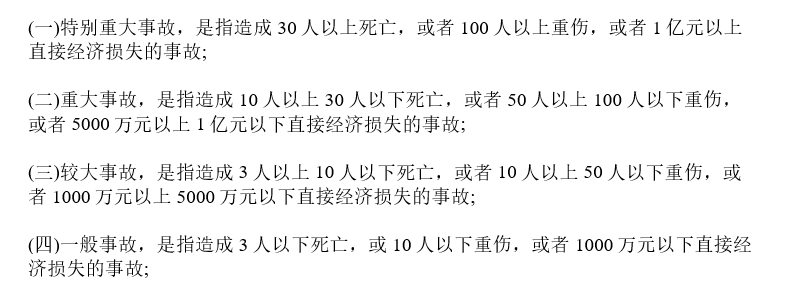 (一)特别重大事故，是指造成 30 人以上死亡，或者 100 人以上重伤，或者 1 亿元以上
直接经济损失的事故;
(二)重大事故，是指造成 10 人以上 30 人以下死亡，或者 50 人以上 100 人以下重伤，
或者 5000 万元以上 1 亿元以下直接经济损失的事故;
(三)较大事故，是指造成 3 人以上 10 人以下死亡，或者 10 人以上 50 人以下重伤，或
者 1000 万元以上 5000 万元以下直接经济损失的事故;
(四)一般事故，是指造成 3 人以下死亡，或 10 人以下重伤，或者 1000 万元以下直接经
济损失的事故;